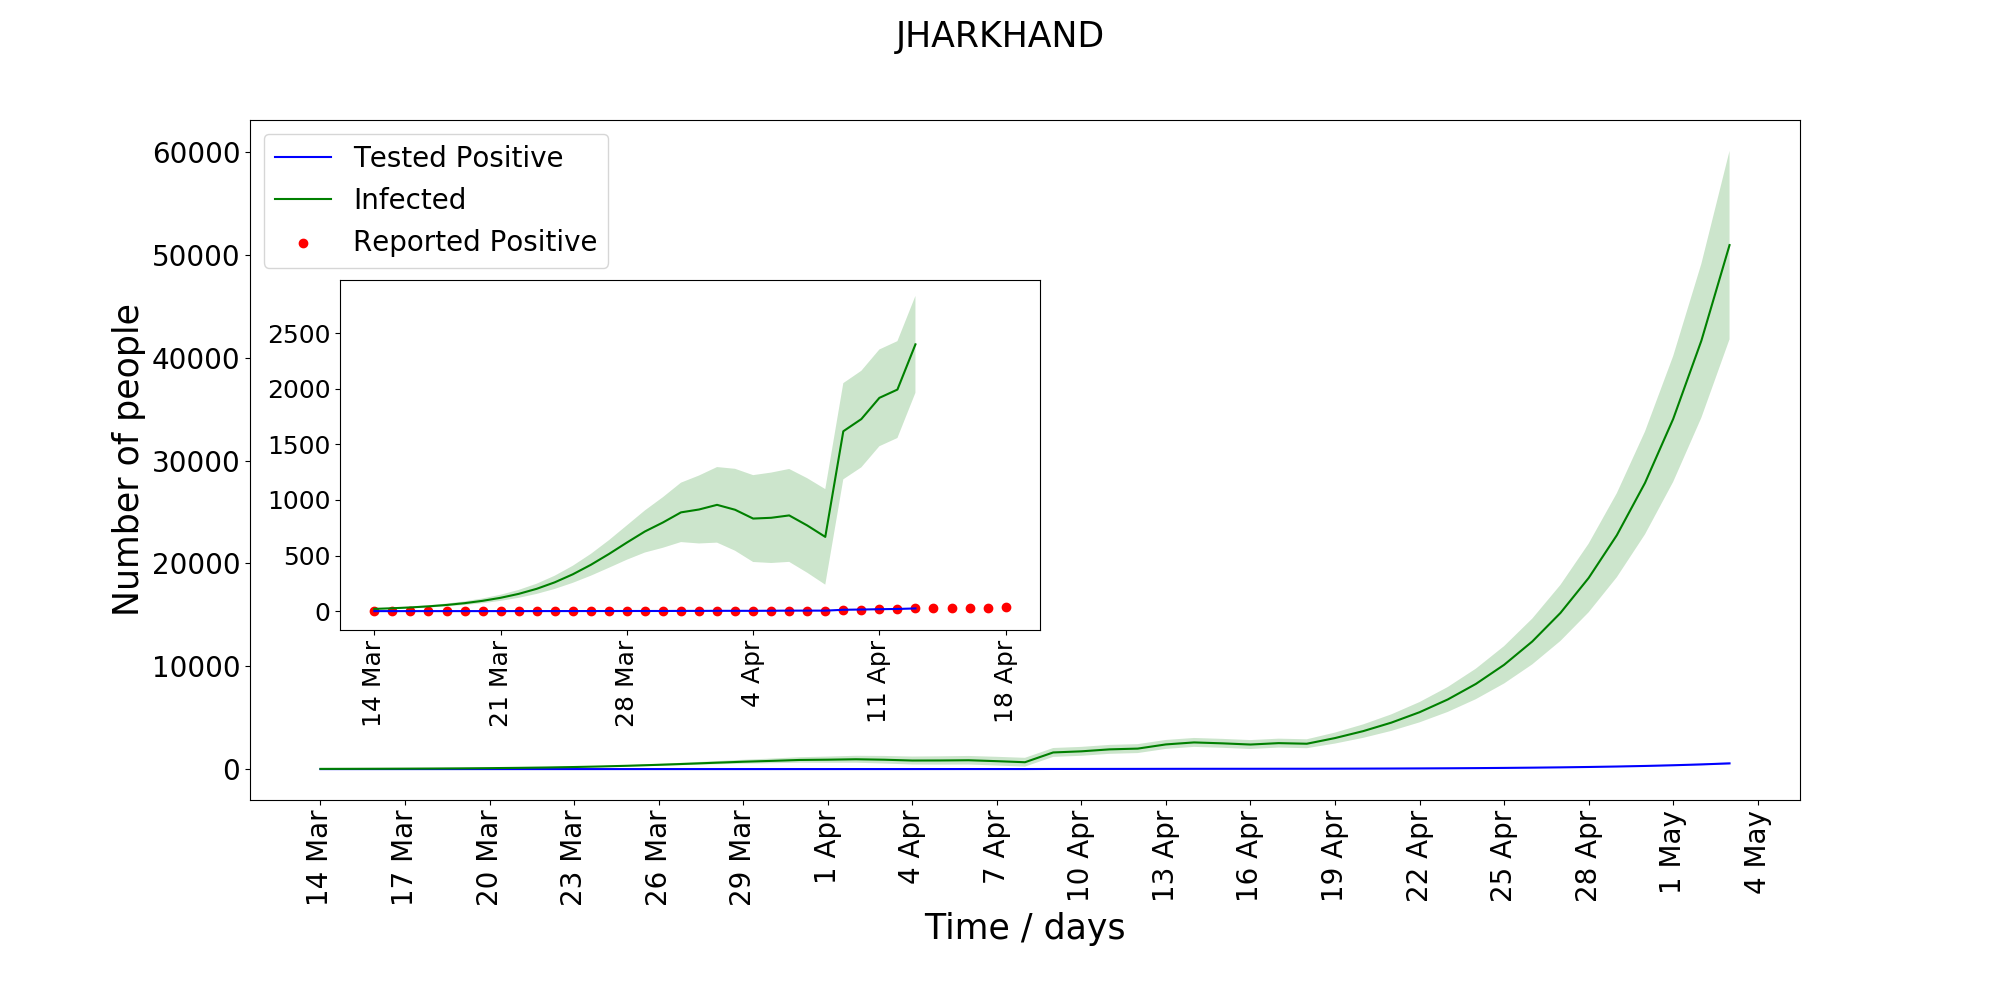 JHARKHAND
Tested Positive
Infected
Reported Positive
Number of people
60000
50000
40000
30000
20000
10000
0
2500
2000
1500
1000
500
0
14 Mar
21 Mar
28 Mar
4 Apr
11 Apr
18 Apr
14 Mar
17 Mar
20 Mar
23 Mar
26 Mar
29 Mar
1 Apr
4 Apr
7 Apr
10 Apr
13 Apr
16 Apr
19 Apr
22 Apr
25 Apr
28 Apr
1 May
4 May
Time / days